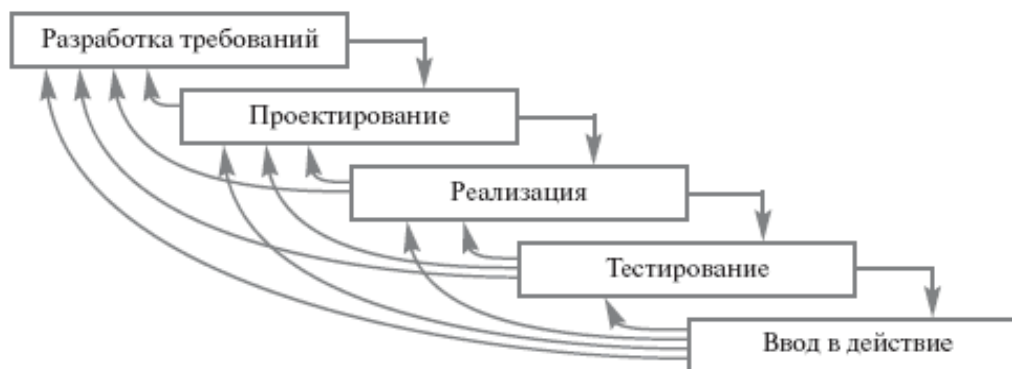 Разработка требований
Проектирование
Реализация
Тестирование
Ввод в действие